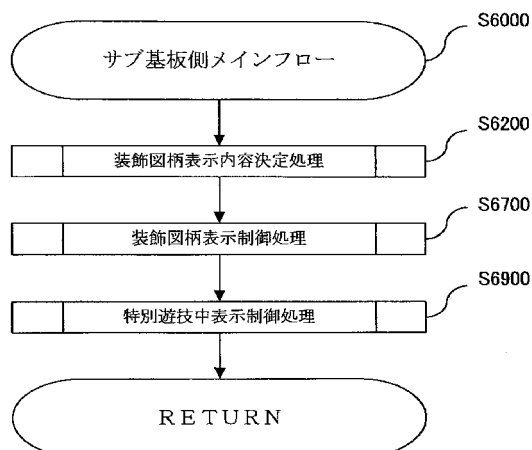 S6000
サブ基板側メインフロー
S6200
装飾図柄表示内容決定処理
S6700
装飾図柄表示制御処理
S6900
特別遊技中表示制御処理
RETURN